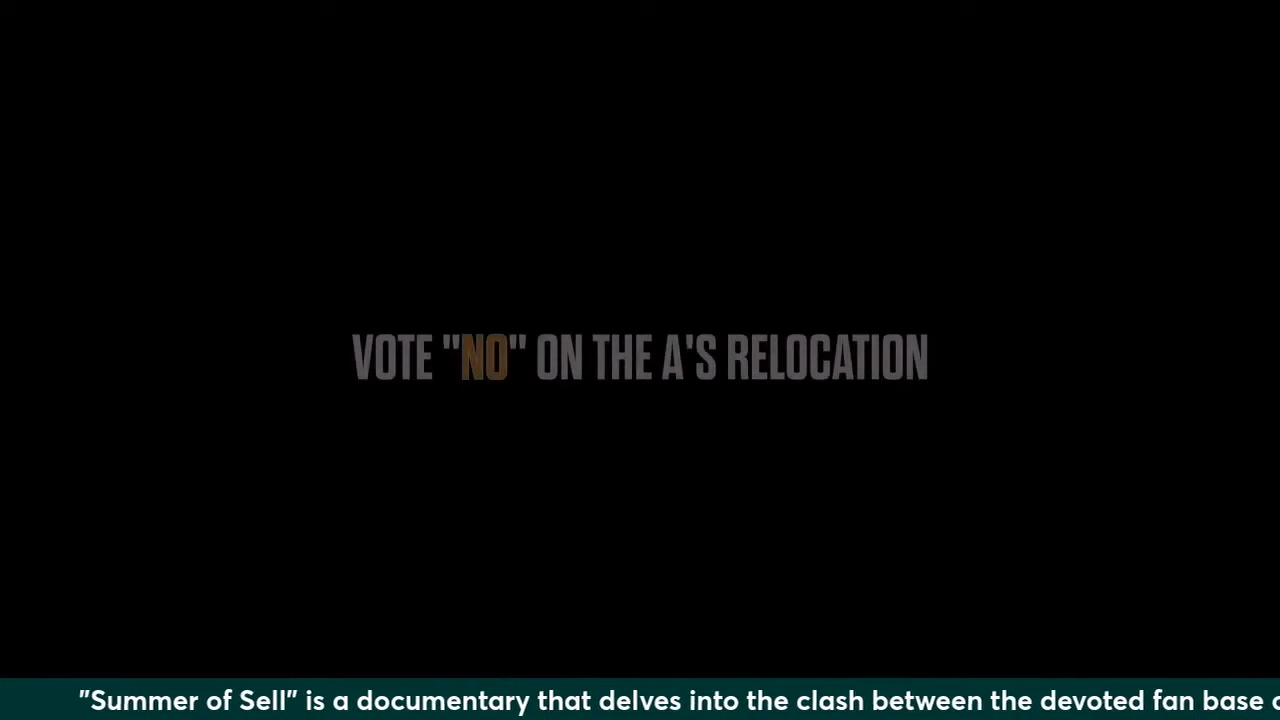 VOTE "NO" ON THE A'S RELOCATION
"Summer of Sell" is a documentary that delves into the clash between the devoted fan base